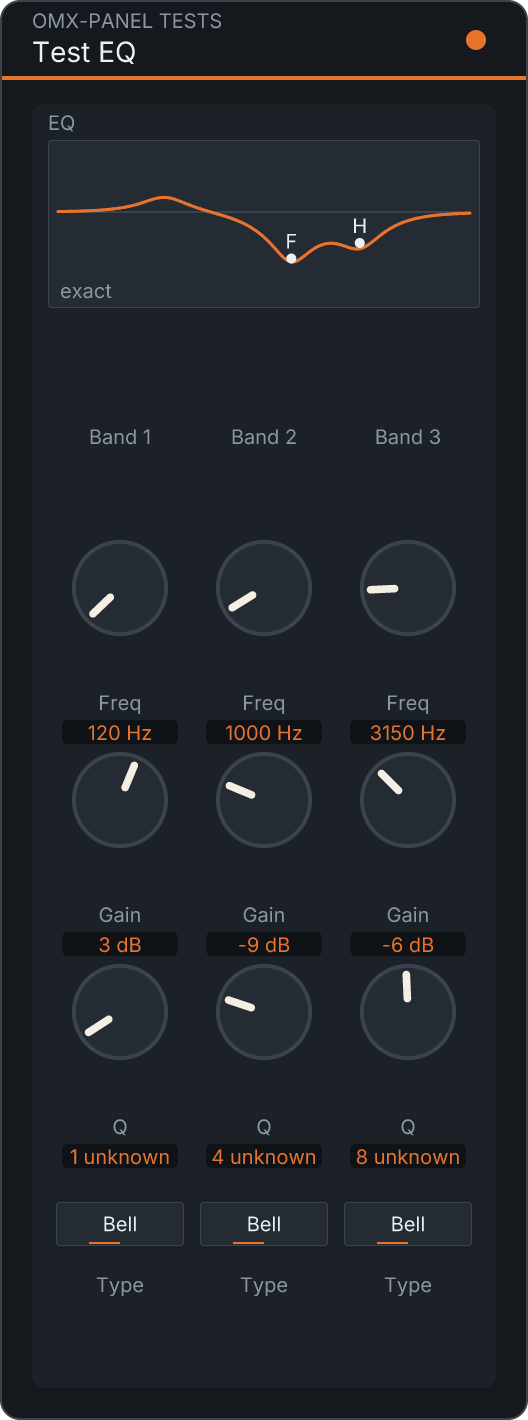 OMX-PANEL TESTS
Test EQ
EQ
F
H
exact
Band 1 Band 2 Band 3
Freq Freq Freq
120 Hz 1000 Hz 3150 Hz
Gain Gain Gain
3 dB -9 dB -6 dB
Q Q Q
1 unknown 4 unknown 8 unknown
Bell Bell Bell
Type Type Type